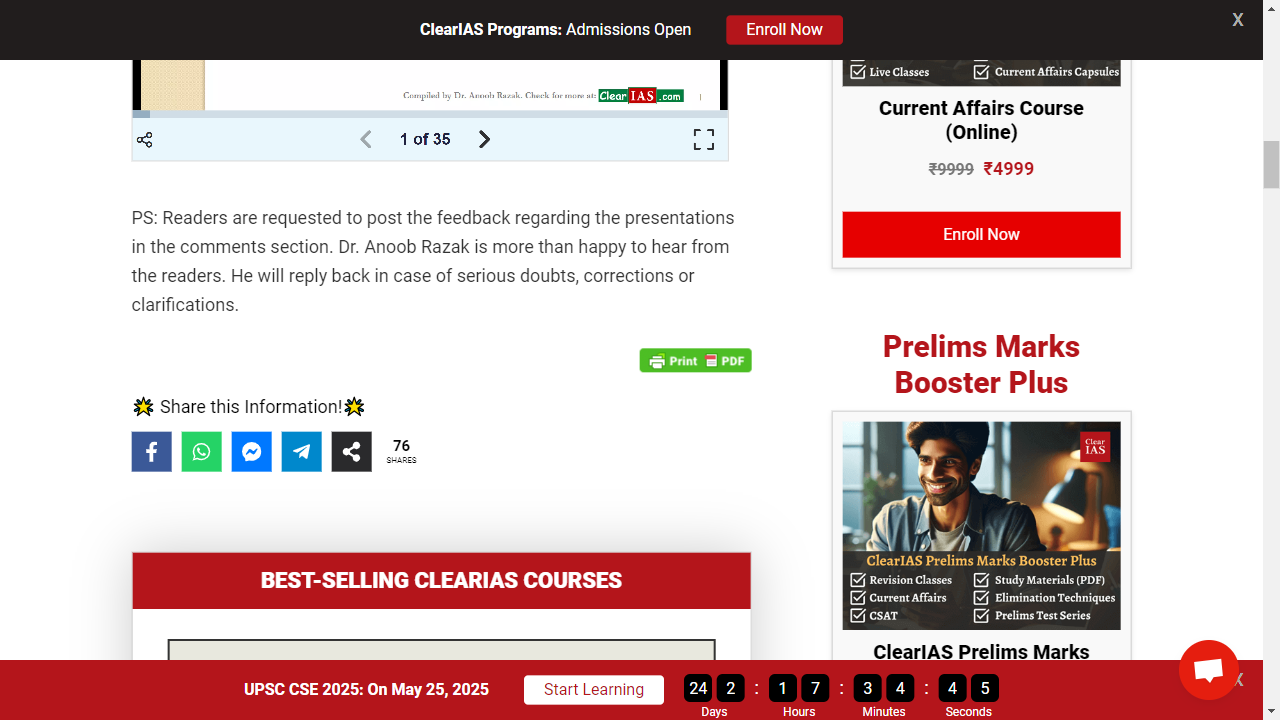 ClearIAS Programs: Admissions Open
Enroll Now
X
Compiled by Dr. Anoob Razak. Check for more at: Clear IAS .com
1 of 35
PS: Readers are requested to post the feedback regarding the presentations
in the comments section. Dr. Anoob Razak is more than happy to hear from
the readers. He will reply back in case of serious doubts, corrections or
clarifications.
Print PDF
Share this Information!
76
SHARES
BEST-SELLING CLEARIAS COURSES
Live Classes
Current Affairs Capsules
Current Affairs Course
(Online)
₹9999 ₹4999
Enroll Now
Prelims Marks
Booster Plus
Clear
IAS
ClearIAS Prelims Marks Booster Plus
Revision Classes
Study Materials (PDF)
Current Affairs
Elimination Techniques
CSAT
Prelims Test Series
ClearIAS Prelims Marks
UPSC CSE 2025: On May 25, 2025
Start Learning
24 2 : 1 7 : 3 4 : 4 5
Days Hours Minutes Seconds
X